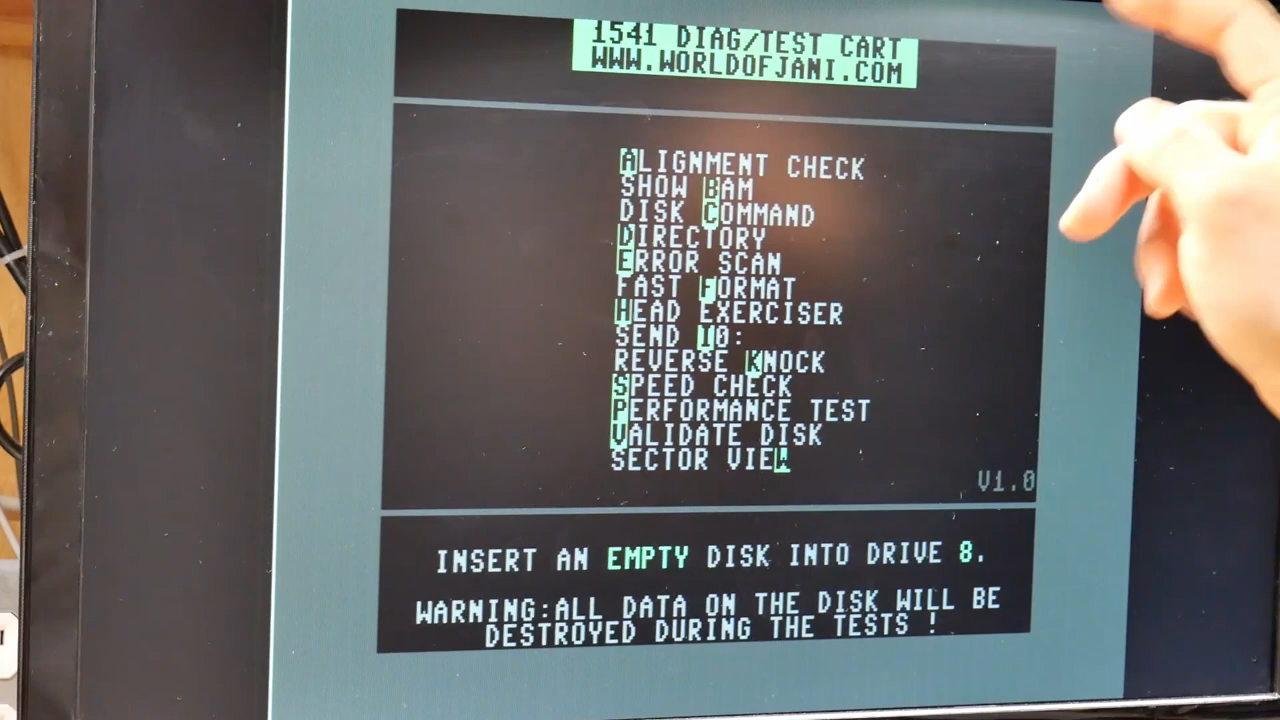 1541 DIAG/TEST CART
WWW.WORLDOFJANI.COM
ALIGNMENT CHECK
SHOW BAM
DISK COMMAND
DIRECTORY
ERROR SCAN
FAST FORMAT
HEAD EXERCISER
SEND I0:
REVERSE KNOCK
SPEED CHECK
PERFORMANCE TEST
VALIDATE DISK
SECTOR VIEW
V1.0
INSERT AN EMPTY DISK INTO DRIVE 8.
WARNING:ALL DATA ON THE DISK WILL BE
DESTROYED DURING THE TESTS !